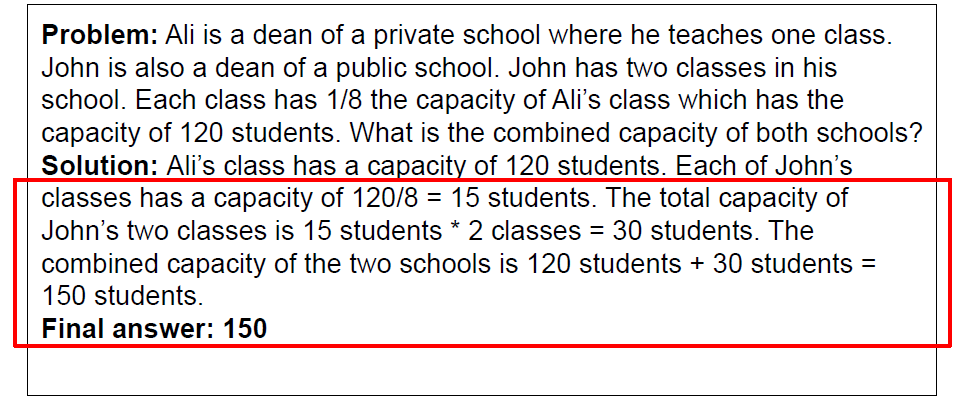 Problem: Ali is a dean of a private school where he teaches one class.
John is also a dean of a public school. John has two classes in his
school. Each class has 1/8 the capacity of Ali’s class which has the
capacity of 120 students. What is the combined capacity of both schools?
Solution: Ali’s class has a capacity of 120 students. Each of John’s
classes has a capacity of 120/8 = 15 students. The total capacity of
John’s two classes is 15 students * 2 classes = 30 students. The
combined capacity of the two schools is 120 students + 30 students =
150 students.
Final answer: 150